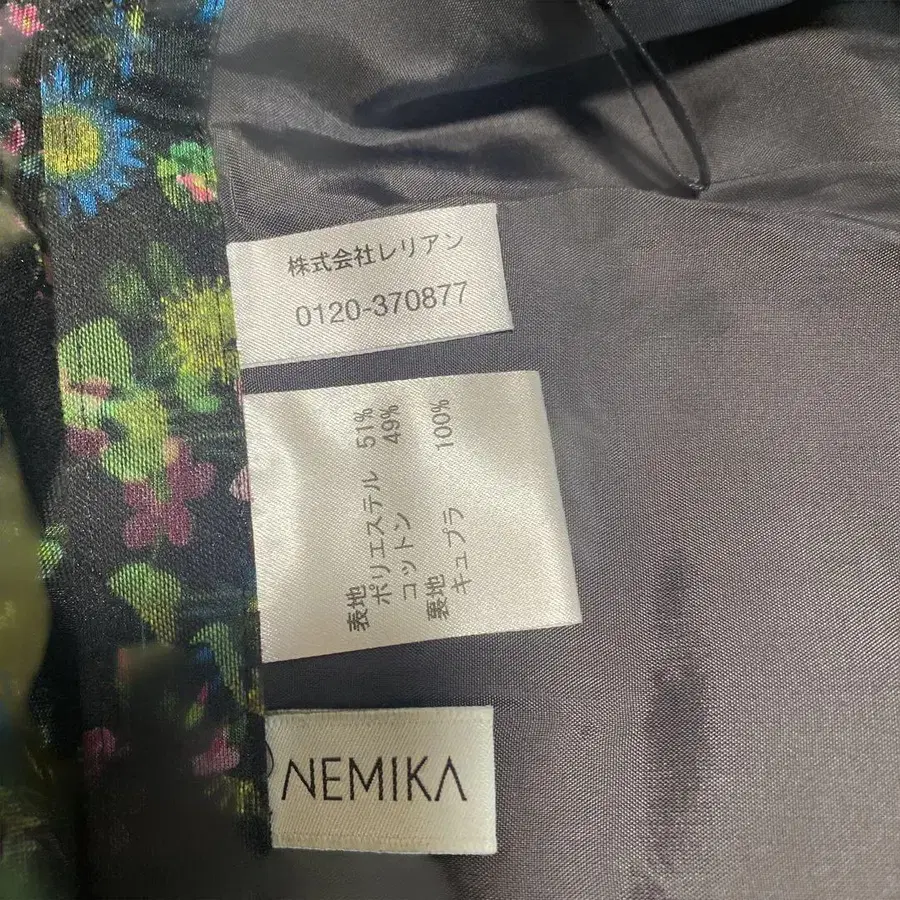 株式会社レリアン
0120-370877
表地
ポリエステル 51%
コットン 49%
裏地
キュプラ 100%
NEMIKA